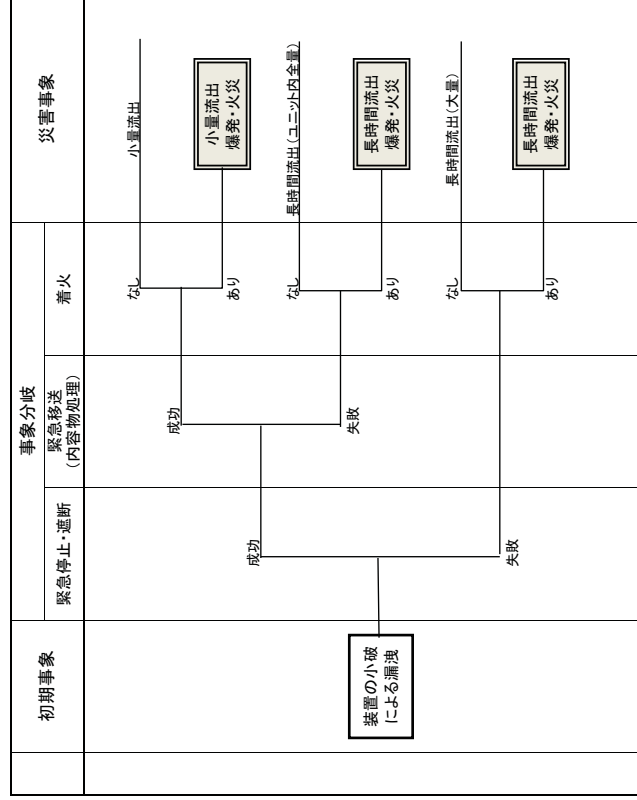 初期事象
事象分岐
災害事象
緊急停止・遮断
緊急移送
(内容物処理)
着火
装置の小破
による漏洩
成功
失敗
成功
失敗
なし
あり
なし
あり
なし
あり
小量流出
小量流出
爆発・火災
長時間流出(ユニット内全量)
長時間流出
爆発・火災
長時間流出(大量)
長時間流出
爆発・火災